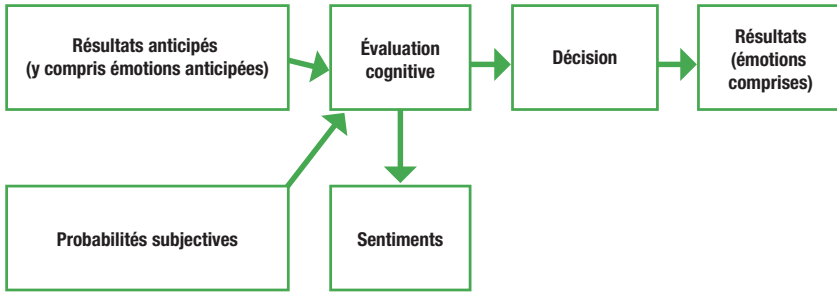 Résultats anticipés
(y compris émotions anticipées)
Évaluation
cognitive
Décision
Résultats
(émotions
comprises)
Probabilités subjectives
Sentiments